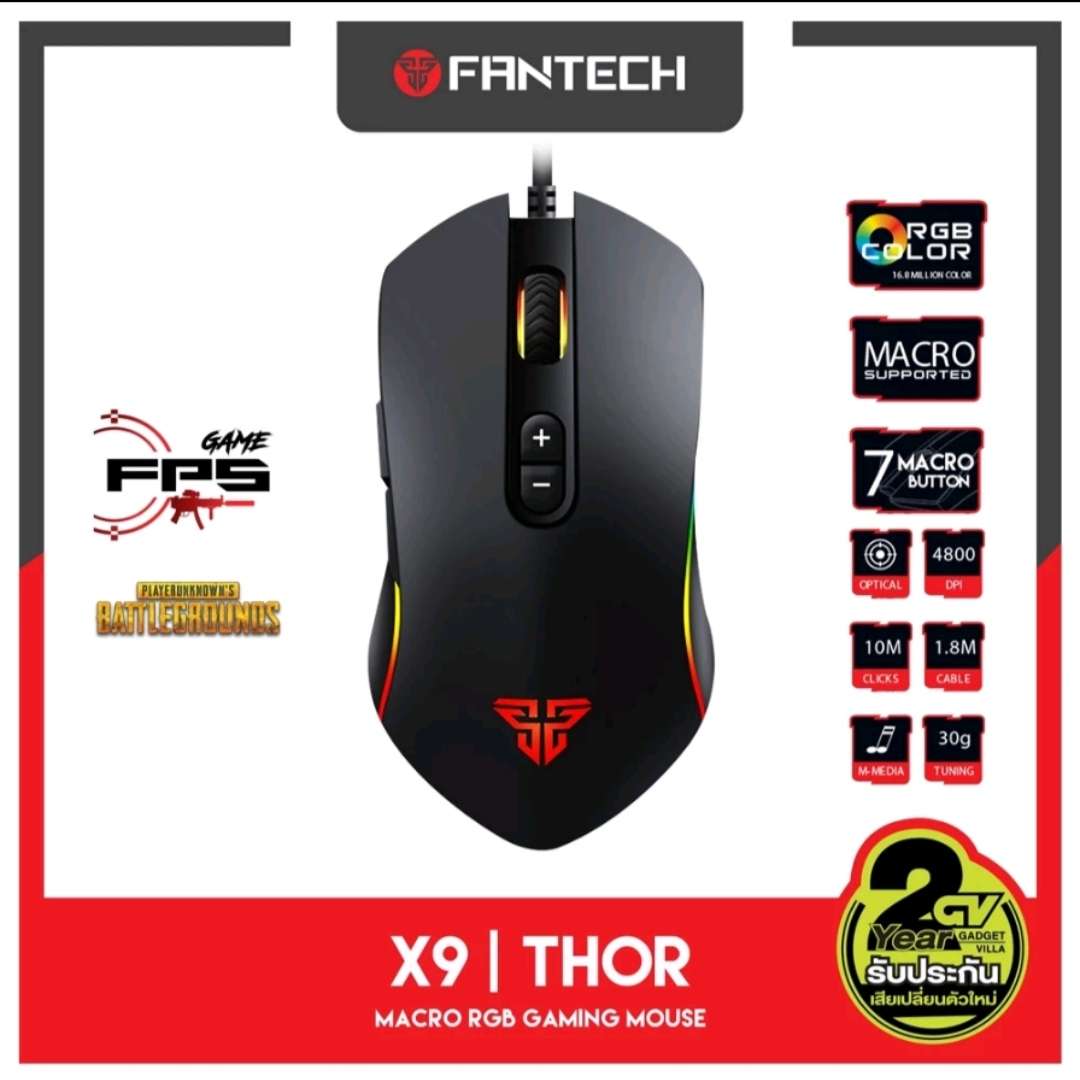 FANTECH
RGB
COLOR
16.8 MILLION COLOR
MACRO
SUPPORTED
7 MACRO
BUTTON
OPTICAL
4800
DPI
10M
CLICKS
1.8M
CABLE
M-MEDIA
30g
TUNING
GAME
FPS
PLAYERUNKNOWN'S
BATTLEGROUNDS
+
−
X9 | THOR
MACRO RGB GAMING MOUSE
2
Year
GV
GADGET
VILLA
รับประกัน
เสียเปลี่ยนตัวใหม่